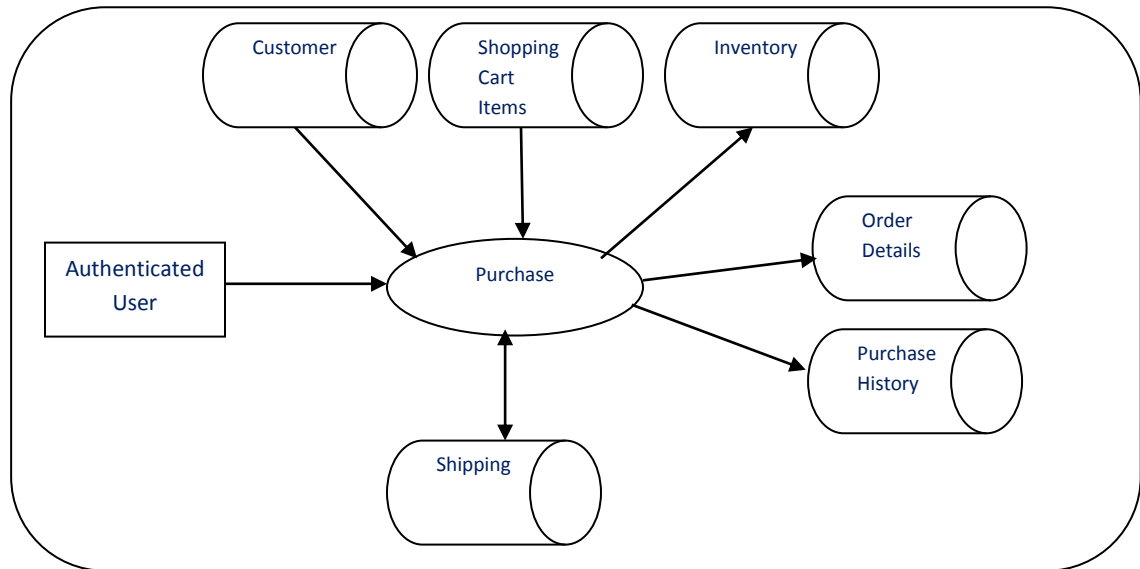 Customer
Shopping
Cart
Items
Inventory
Order
Details
Authenticated
User
Purchase
Purchase
History
Shipping